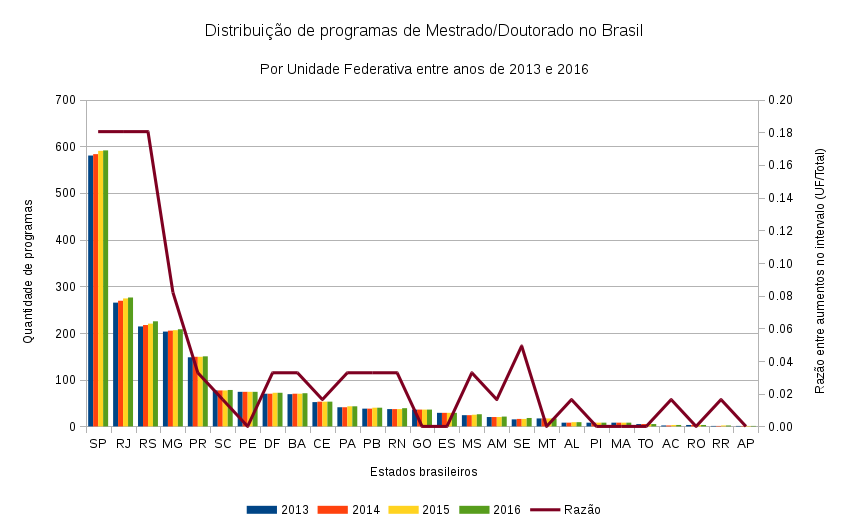 Distribuição de programas de Mestrado/Doutorado no Brasil
Por Unidade Federativa entre anos de 2013 e 2016
700 0.20
600 0.18
500 0.16
400 0.14
300 0.12
200 0.10
100 0.08
0 0.06
0.04
0.02
0.00
Quantidade de programas
Razão entre aumentos no intervalo (UF/Total)
SP RJ RS MG PR SC PE DF BA CE PA PB RN GO ES MS AM SE MT AL PI MA TO AC RO RR AP
Estados brasileiros
2013 2014 2015 2016 Razão